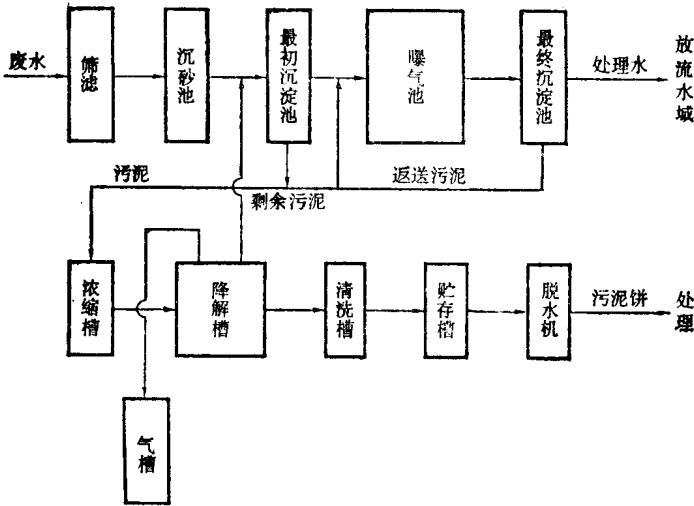 废水
筛滤
沉砂池
最初沉淀池
曝气池
最终沉淀池
处理水
放流水域
污泥
剩余污泥
返送污泥
浓缩槽
降解槽
清洗槽
贮存槽
脱水机
污泥饼
处理
气槽